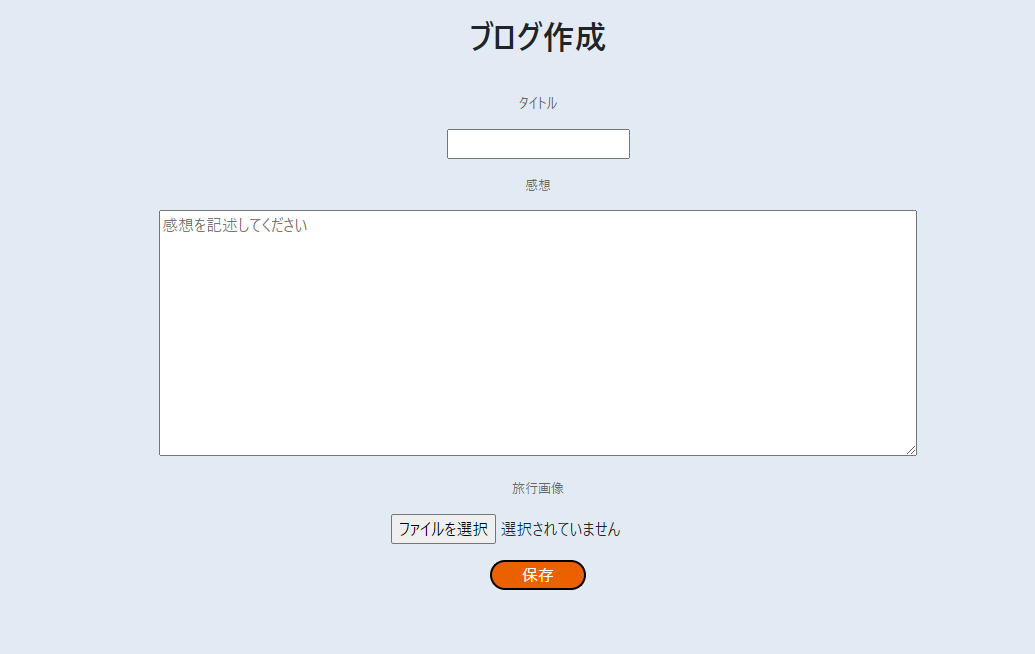 ブログ作成
タイトル
感想
感想を記述してください
旅行画像
ファイルを選択 選択されていません
保存